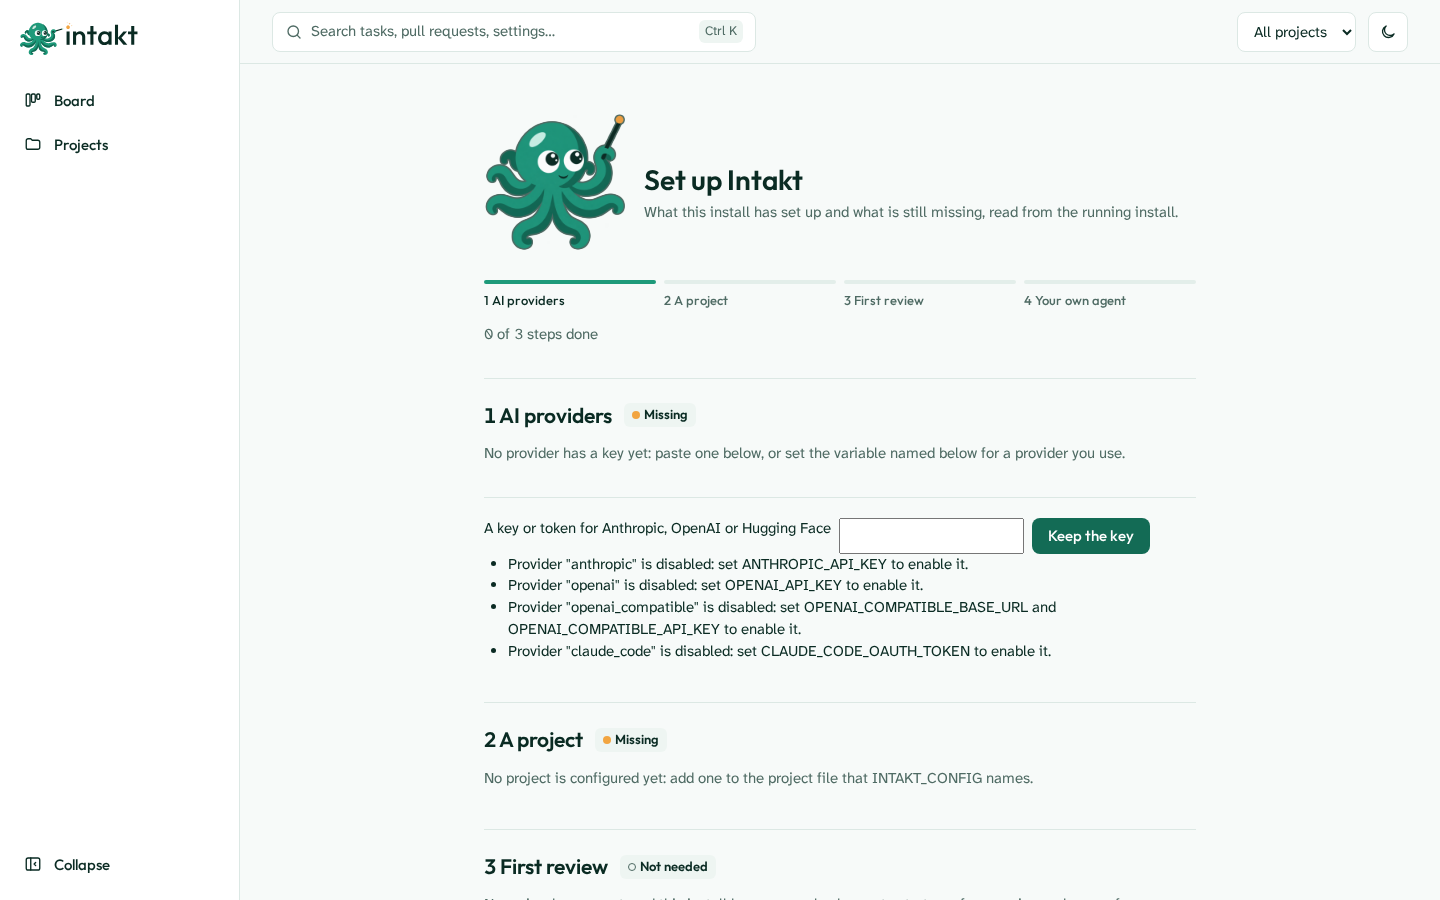 intakt
Search tasks, pull requests, settings...
Ctrl K
All projects
Board
Projects
Set up Intakt
What this install has set up and what is still missing, read from the running install.
1 AI providers
2 A project
3 First review
4 Your own agent
0 of 3 steps done
1 AI providers
Missing
No provider has a key yet: paste one below, or set the variable named below for a provider you use.
A key or token for Anthropic, OpenAI or Hugging Face
Keep the key
Provider "anthropic" is disabled: set ANTHROPIC_API_KEY to enable it.
Provider "openai" is disabled: set OPENAI_API_KEY to enable it.
Provider "openai_compatible" is disabled: set OPENAI_COMPATIBLE_BASE_URL and
OPENAI_COMPATIBLE_API_KEY to enable it.
Provider "claude_code" is disabled: set CLAUDE_CODE_OAUTH_TOKEN to enable it.
2 A project
Missing
No project is configured yet: add one to the project file that INTAKT_CONFIG names.
3 First review
Not needed
Collapse